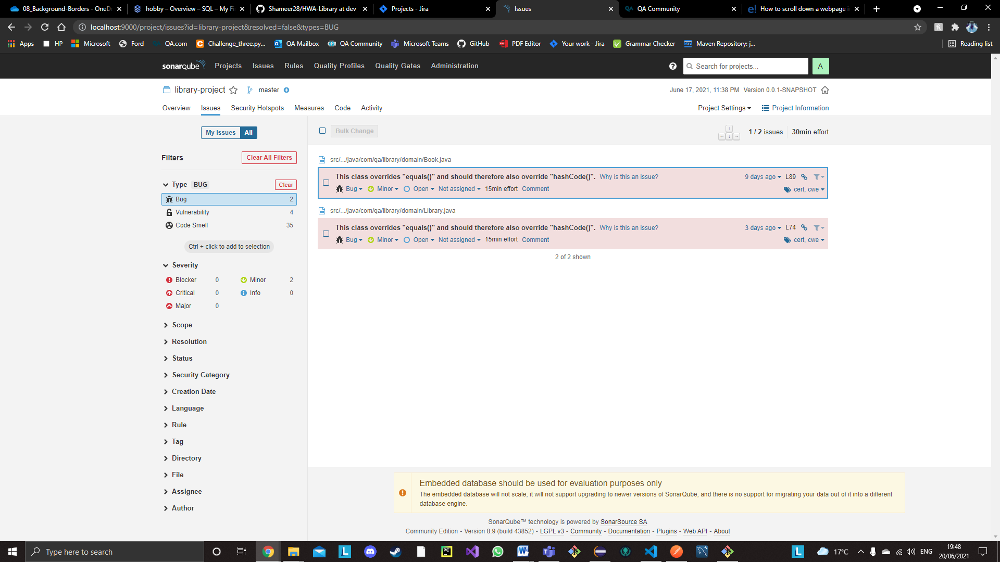 08_Background-Borders - OneDr
hobby – Overview – SQL – My Fi
Shameer28/HWA-Library at dev
Projects - Jira
Issues
QA Community
How to scroll down a webpage i
localhost:9000/project/issues?id=library-project&resolved=false&types=BUG
Apps HP Microsoft Ford QA.com Challenge_three.py... QA Mailbox QA Community Microsoft Teams GitHub PDF Editor Your work - Jira Grammar Checker Maven Repository: j... Reading list
sonarqube Projects Issues Rules Quality Profiles Quality Gates Administration Search for projects... A
library-project master June 17, 2021, 11:38 PM Version 0.0.1-SNAPSHOT
Overview Issues Security Hotspots Measures Code Activity Project Settings Project Information
My Issues All
Filters Clear All Filters
Type BUG Clear
Bug 2
Vulnerability 4
Code Smell 35
Ctrl + click to add to selection
Severity
Blocker 0 Minor 2
Critical 0 Info 0
Major 0
Scope
Resolution
Status
Security Category
Creation Date
Language
Rule
Tag
Directory
File
Assignee
Author
Bulk Change 1 / 2 issues 30min effort
src/.../java/com/qa/library/domain/Book.java
This class overrides "equals()" and should therefore also override "hashCode()". Why is this an issue? 9 days ago L89
Bug Minor Open Not assigned 15min effort Comment cert, cwe
src/.../java/com/qa/library/domain/Library.java
This class overrides "equals()" and should therefore also override "hashCode()". Why is this an issue? 3 days ago L74
Bug Minor Open Not assigned 15min effort Comment cert, cwe
2 of 2 shown
Embedded database should be used for evaluation purposes only
The embedded database will not scale, it will not support upgrading to newer versions of SonarQube, and there is no support for migrating your data out of it into a different
database engine.
SonarQube™ technology is powered by SonarSource SA
Community Edition - Version 8.9 (build 43852) - LGPL v3 - Community - Documentation - Plugins - Web API - About
Type here to search
17°C ENG 19:48
20/06/2021